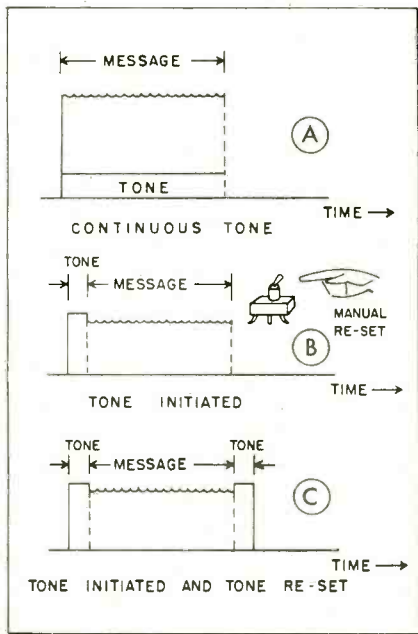 MESSAGE
A
TONE
TIME
CONTINUOUS TONE
TONE
MESSAGE
MANUAL
RE-SET
B
TIME
TONE INITIATED
TONE
MESSAGE
TONE
C
TIME
TONE INITIATED AND TONE RE-SET